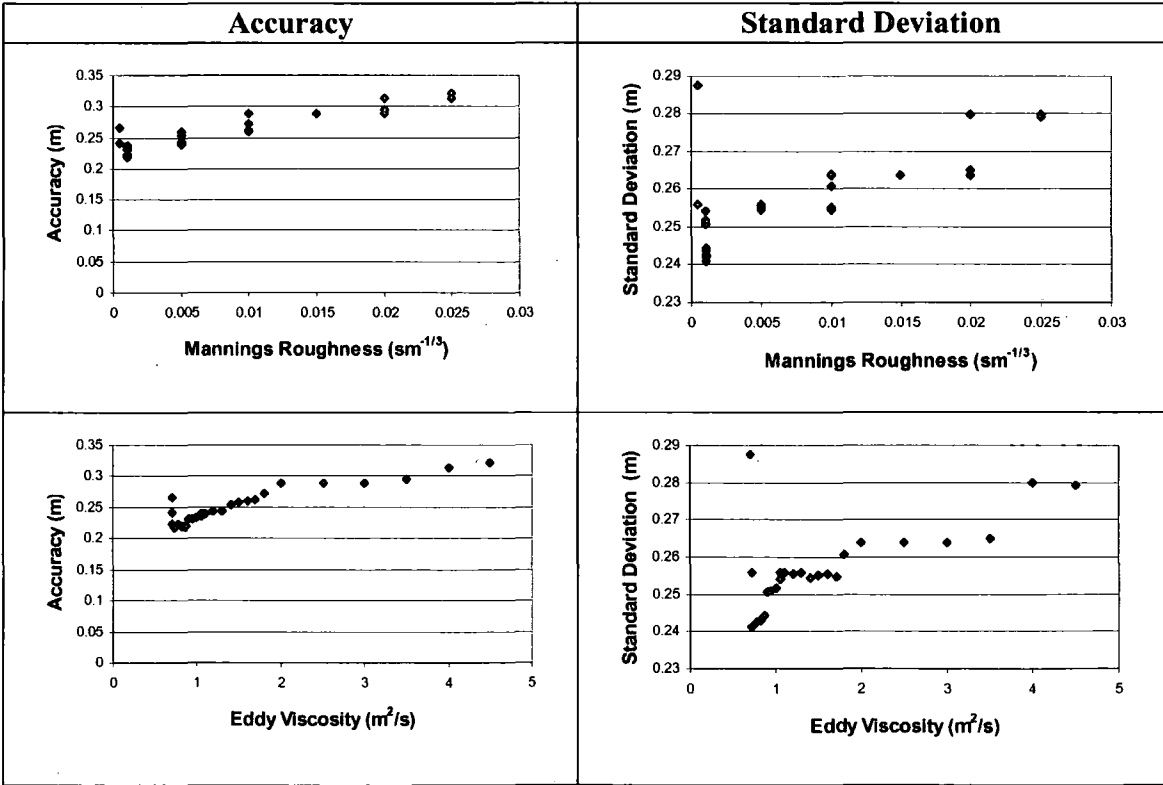 Accuracy
Standard Deviation
0.35
0.3
0.25
0.2
0.15
0.1
0.05
0
Accuracy (m)
0 0.005 0.01 0.015 0.02 0.025 0.03
Mannings Roughness (sm⁻¹/³)
0.29
0.28
0.27
0.26
0.25
0.24
0.23
Standard Deviation (m)
0 0.005 0.01 0.015 0.02 0.025 0.03
Mannings Roughness (sm⁻¹/³)
0.35
0.3
0.25
0.2
0.15
0.1
0.05
0
Accuracy (m)
0 1 2 3 4 5
Eddy Viscosity (m²/s)
0.29
0.28
0.27
0.26
0.25
0.24
0.23
Standard Deviation (m)
0 1 2 3 4 5
Eddy Viscosity (m²/s)